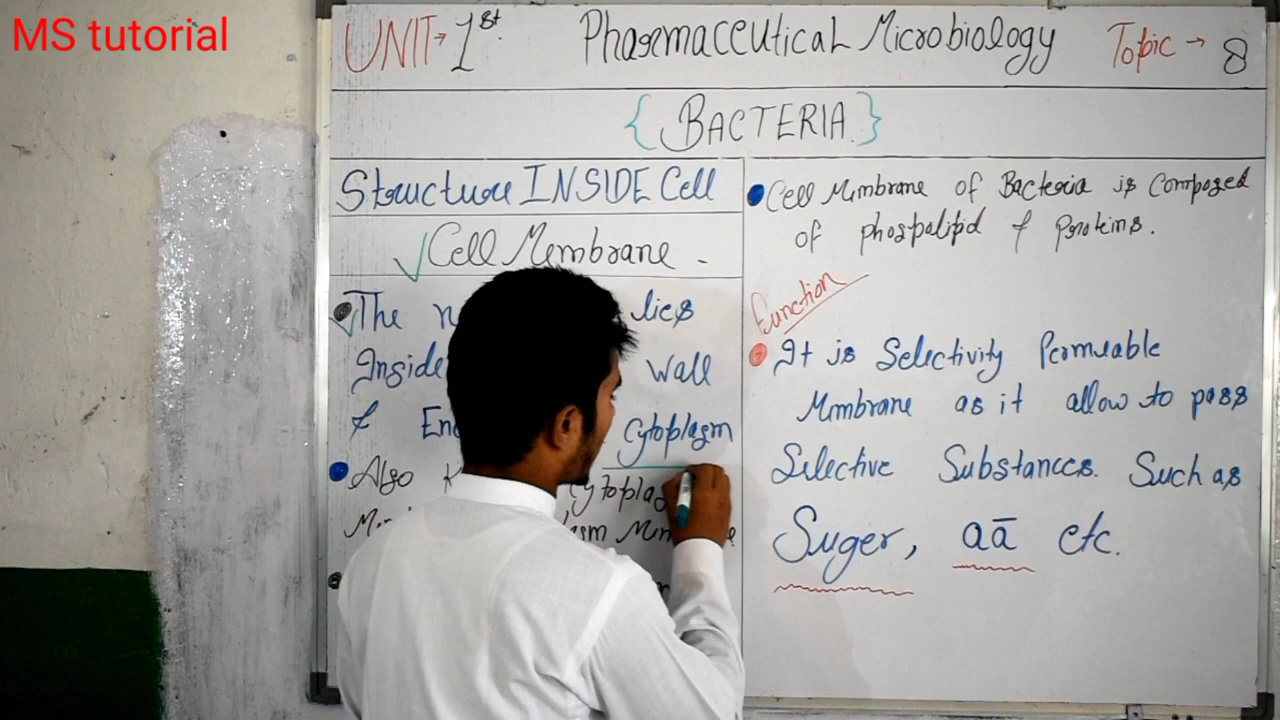 MS tutorial
UNIT → 1st. Pharmaceutical Microbiology Topic → 8
{ BACTERIA }
Structure INSIDE Cell
✓ Cell Membrane -
The lies
Inside wall
& Cytoplasm
Also
Cell Membrane of Bacteria is Composed
of phospalipid & Proteins.
Function
It is Selectivity Permeable
Membrane as it allow to pass
Selective Substances. Such as
Suger, aā etc.